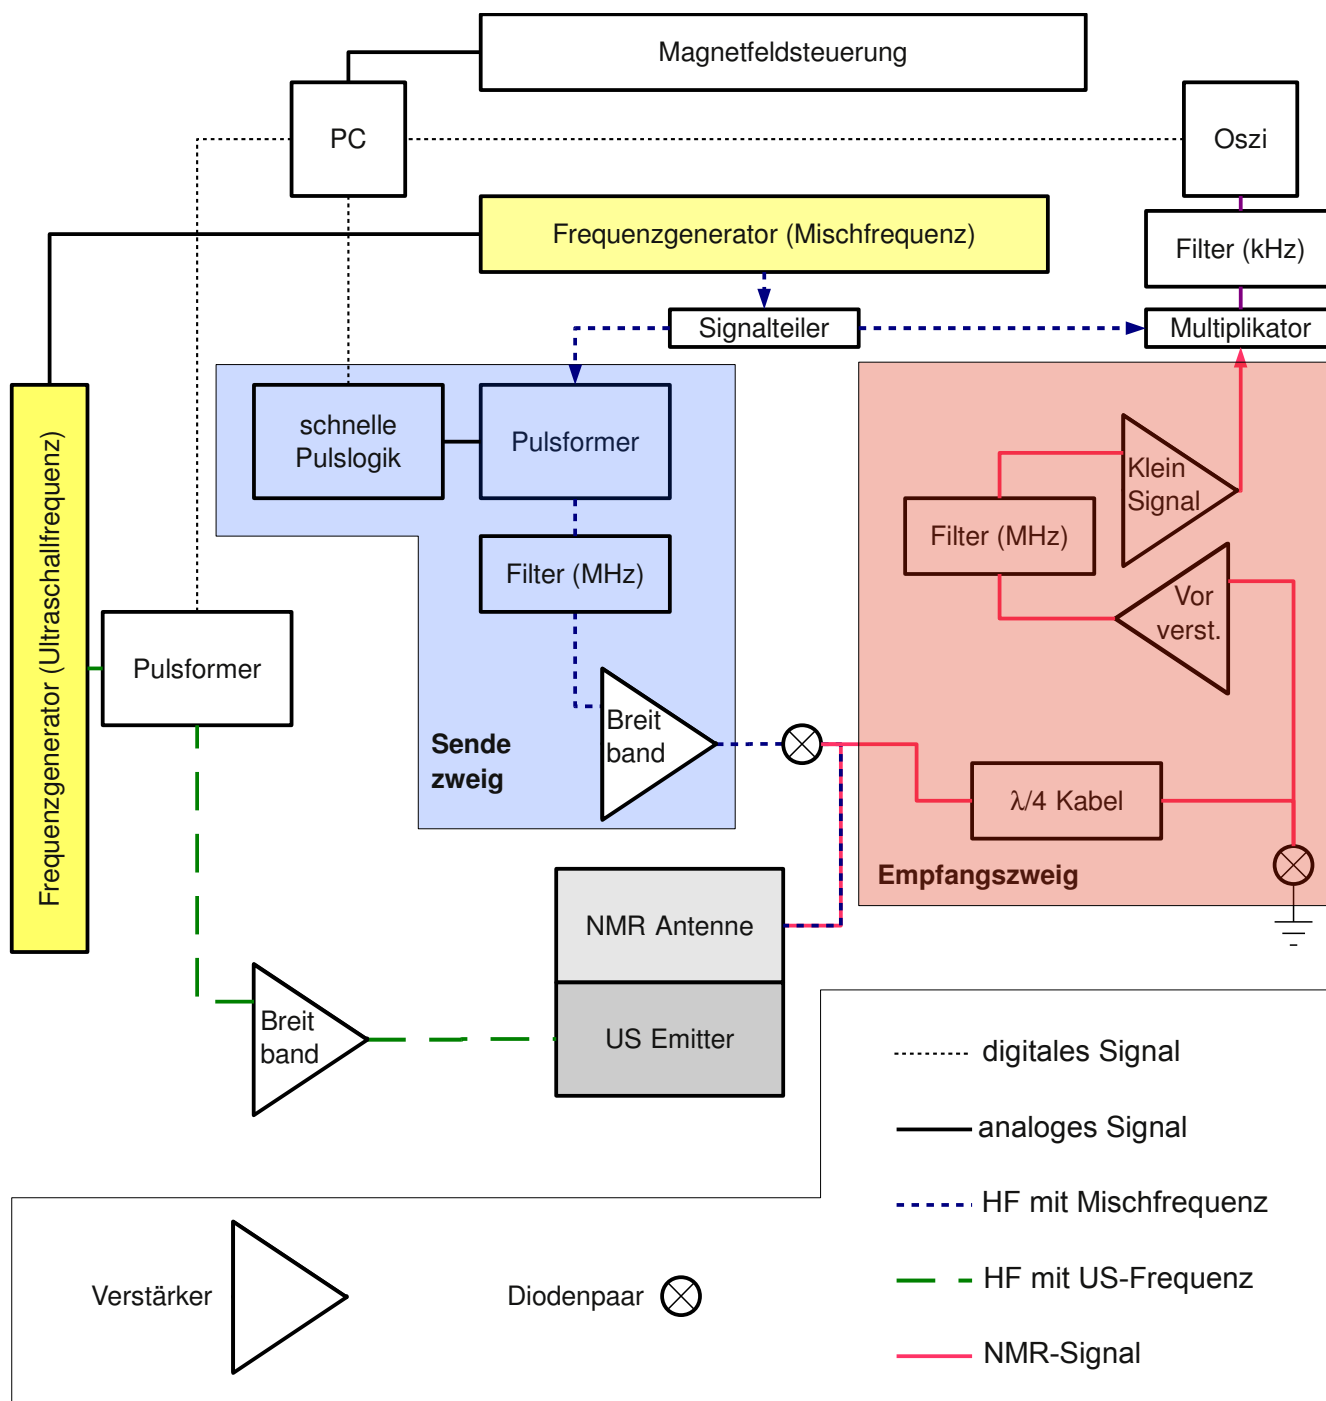 Magnetfeldsteuerung
PC
Oszi
Frequenzgenerator (Mischfrequenz)
Filter (kHz)
Signalteiler
Multiplikator
schnelle
Pulslogik
Pulsformer
Klein
Signal
Filter (MHz)
Filter (MHz)
Vor
verst.
Frequenzgenerator (Ultraschallfrequenz)
Pulsformer
Breit
band
Sende
zweig
λ/4 Kabel
Empfangszweig
NMR Antenne
US Emitter
Breit
band
digitales Signal
analoges Signal
HF mit Mischfrequenz
HF mit US-Frequenz
NMR-Signal
Verstärker
Diodenpaar